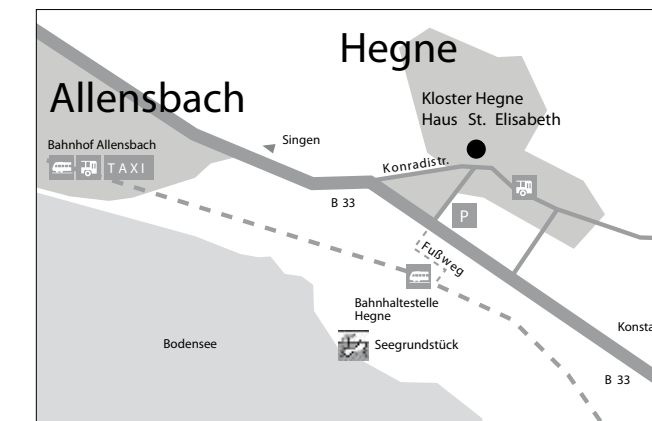 Hegne
Allensbach
Kloster Hegne
Haus St. Elisabeth
Bahnhof Allensbach
Singen
TAXI
Konradistr.
B 33
P
Fußweg
Bahnhaltestelle
Hegne
Konsta
Bodensee
Seegrundstück
B 33